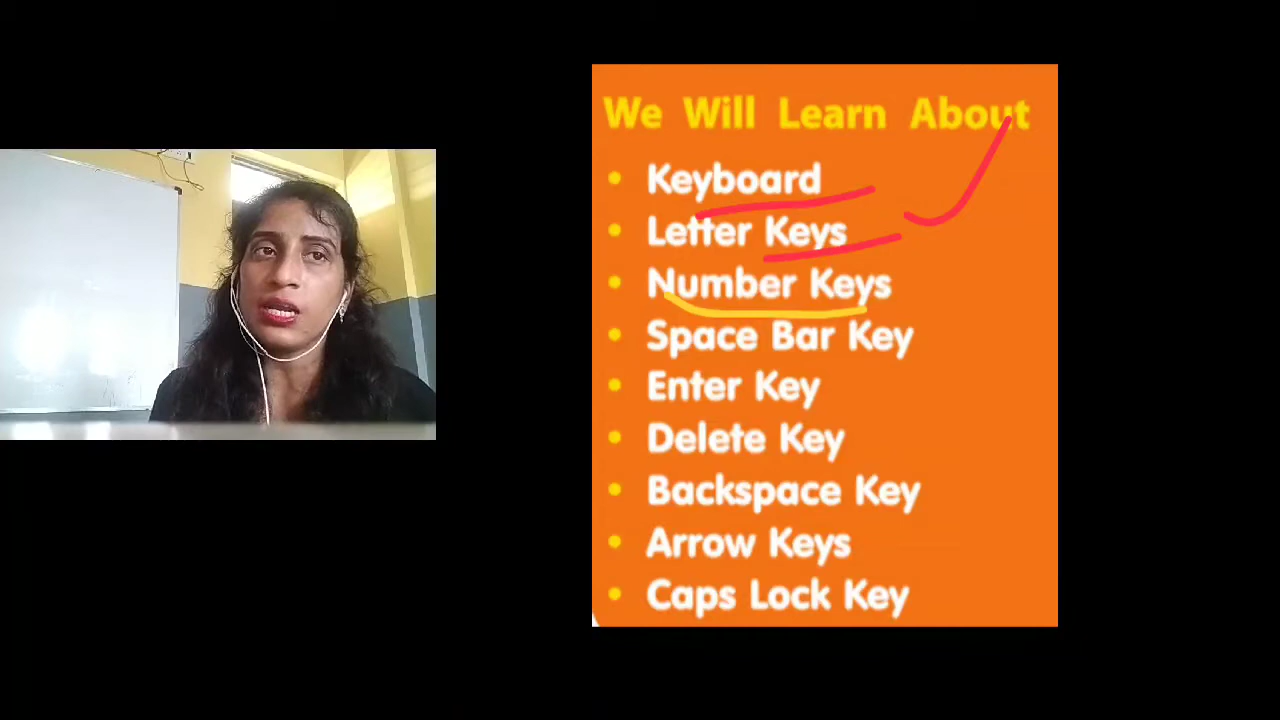 We Will Learn About
• Keyboard
• Letter Keys
• Number Keys
• Space Bar Key
• Enter Key
• Delete Key
• Backspace Key
• Arrow Keys
• Caps Lock Key